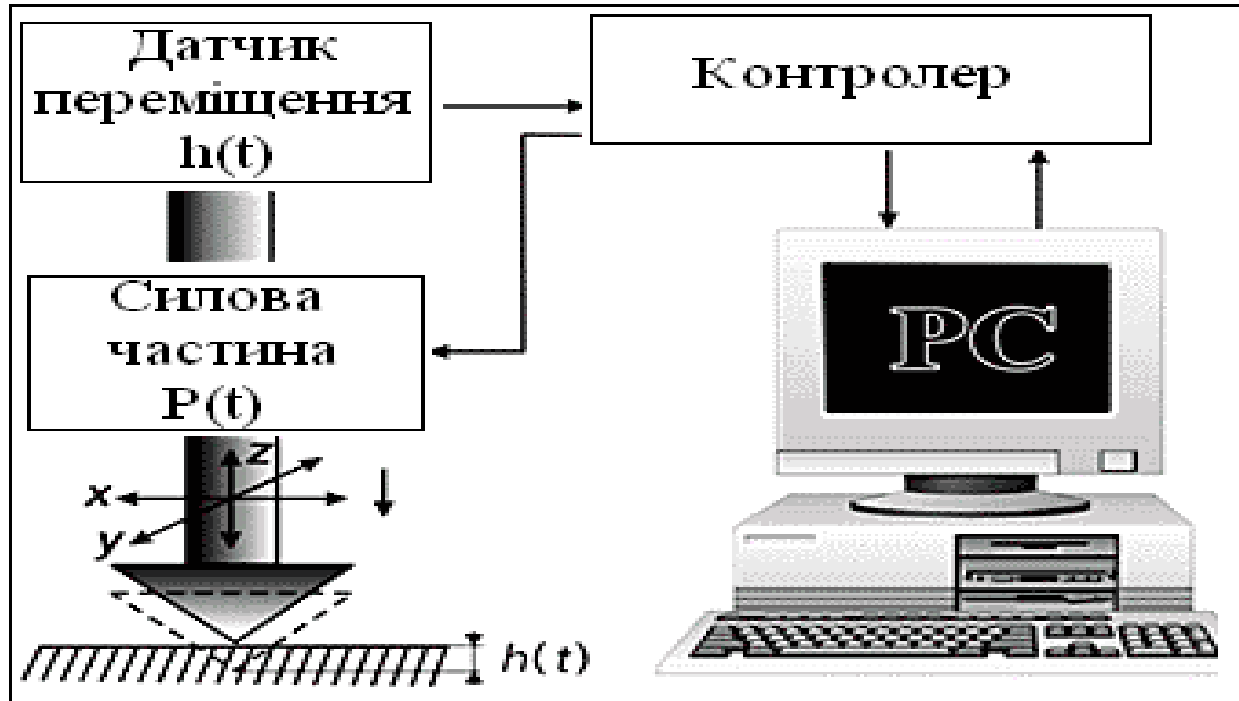 Датчик
переміщення
h(t)
Контролер
Силова
частина
P(t)
PC
z
x
y
h(t)